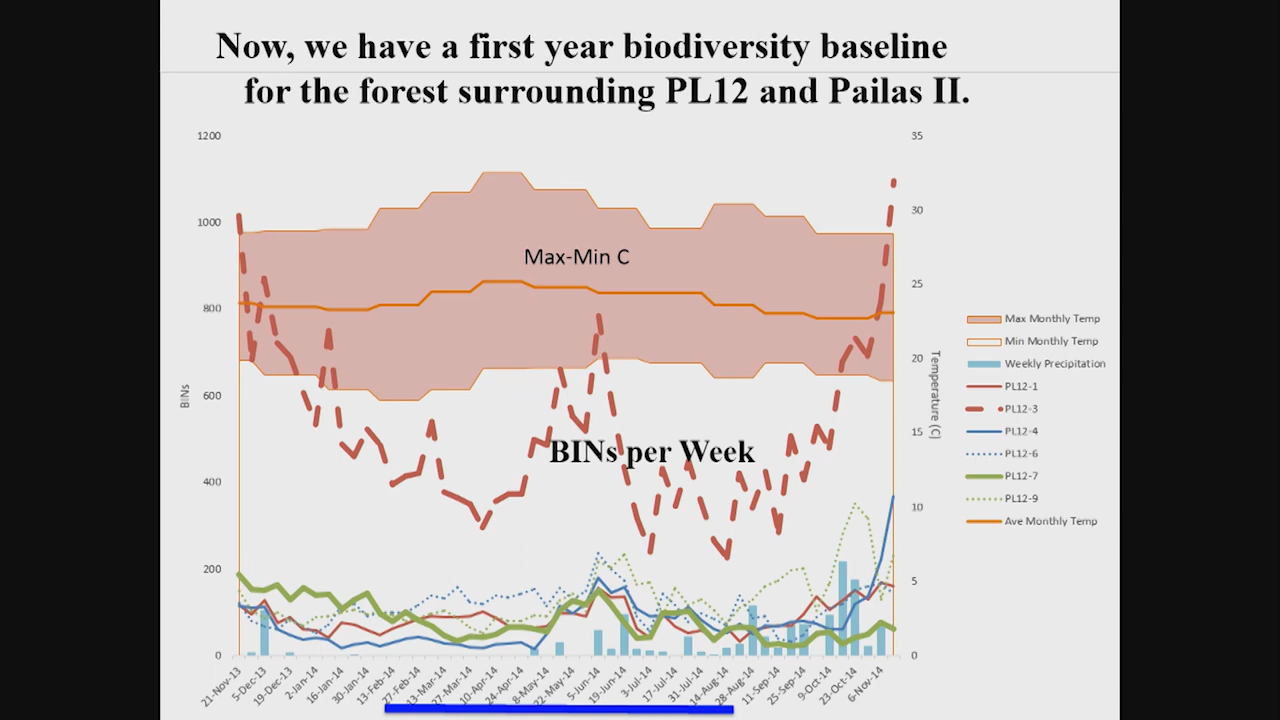 Now, we have a first year biodiversity baseline
for the forest surrounding PL12 and Pailas II.
1200
1000
800
600
400
200
0
BINs
35
30
25
20
15
10
5
0
Temperature (C)
Max-Min C
BINs per Week
Max Monthly Temp
Min Monthly Temp
Weekly Precipitation
PL12-1
PL12-3
PL12-4
PL12-6
PL12-7
PL12-9
Ave Monthly Temp
21-Nov-13
5-Dec-13
19-Dec-13
2-Jan-14
16-Jan-14
30-Jan-14
13-Feb-14
27-Feb-14
13-Mar-14
27-Mar-14
10-Apr-14
24-Apr-14
8-May-14
22-May-14
5-Jun-14
19-Jun-14
3-Jul-14
17-Jul-14
31-Jul-14
14-Aug-14
28-Aug-14
11-Sep-14
25-Sep-14
9-Oct-14
23-Oct-14
6-Nov-14